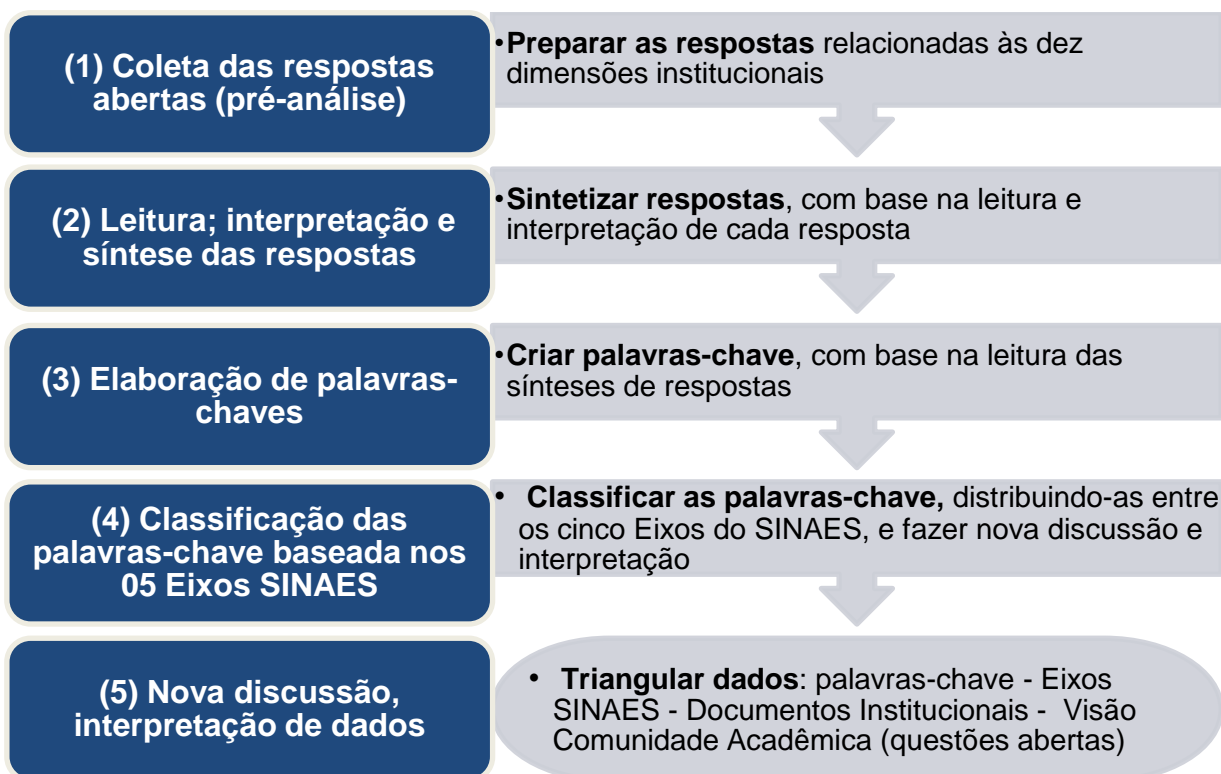 (1) Coleta das respostas
abertas (pré-análise)
•Preparar as respostas relacionadas às dez
dimensões institucionais
(2) Leitura; interpretação e
síntese das respostas
•Sintetizar respostas, com base na leitura e
interpretação de cada resposta
(3) Elaboração de palavras-
chaves
•Criar palavras-chave, com base na leitura das
sínteses de respostas
(4) Classificação das
palavras-chave baseada nos
05 Eixos SINAES
• Classificar as palavras-chave, distribuindo-as entre
os cinco Eixos do SINAES, e fazer nova discussão e
interpretação
(5) Nova discussão,
interpretação de dados
• Triangular dados: palavras-chave - Eixos
SINAES - Documentos Institucionais - Visão
Comunidade Acadêmica (questões abertas)